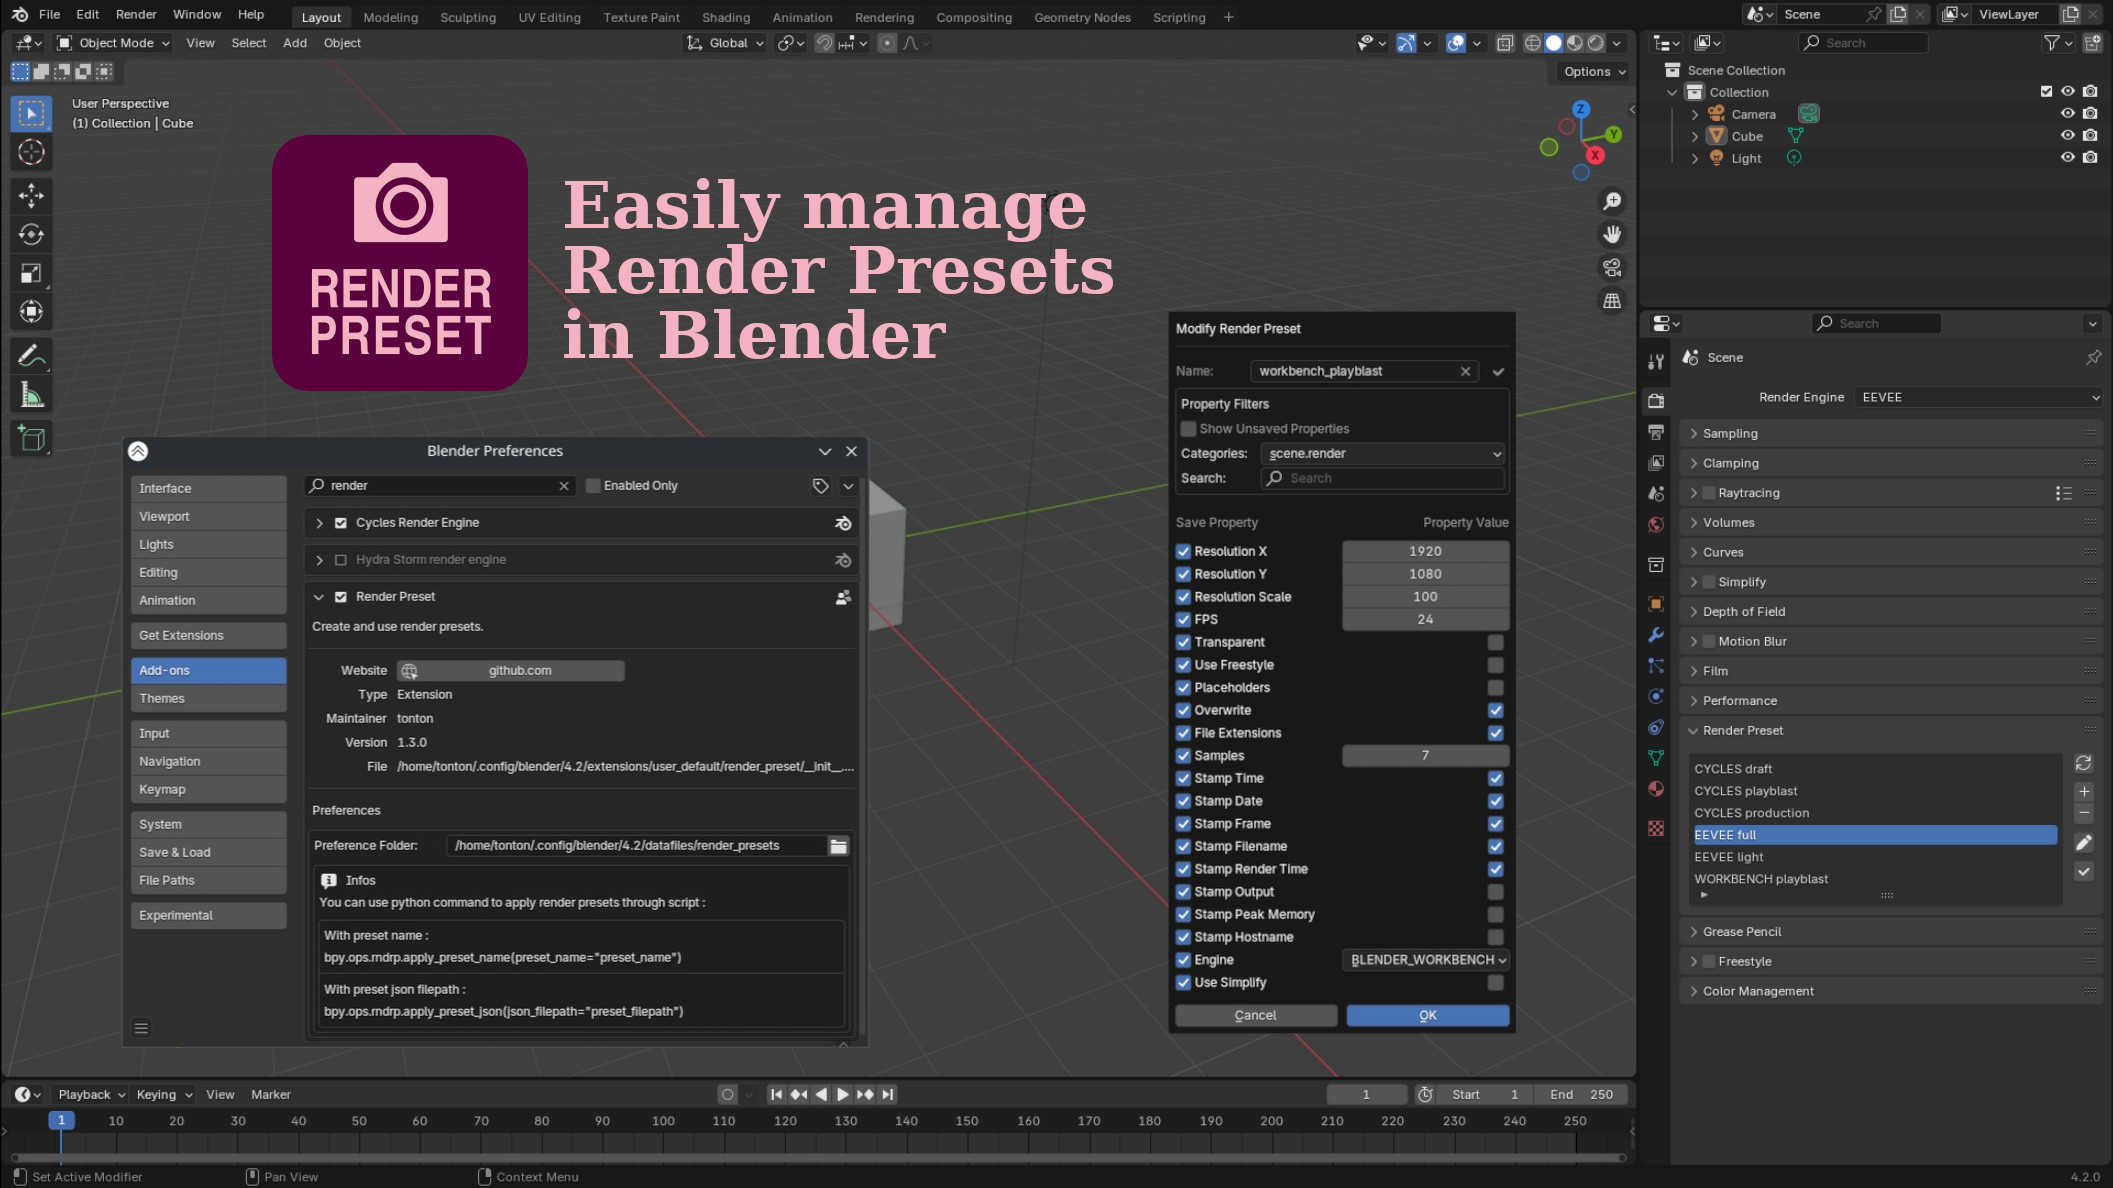 File Edit Render Window Help Layout Modeling Sculpting UV Editing Texture Paint Shading Animation Rendering Compositing Geometry Nodes Scripting + Scene ViewLayer
Object Mode View Select Add Object Global Search
Options
User Perspective
(1) Collection | Cube
Z
Y
X
Scene Collection
Collection
Camera
Cube
Light
RENDER
PRESET
Easily manage
Render Presets
in Blender
Blender Preferences
Interface
Viewport
Lights
Editing
Animation
Get Extensions
Add-ons
Themes
Input
Navigation
Keymap
System
Save & Load
File Paths
Experimental
render Enabled Only
Cycles Render Engine
Hydra Storm render engine
Render Preset
Create and use render presets.
Website github.com
Type Extension
Maintainer tonton
Version 1.3.0
File /home/tonton/.config/blender/4.2/extensions/user_default/render_preset/__init__....
Preferences
Preference Folder: /home/tonton/.config/blender/4.2/datafiles/render_presets
Infos
You can use python command to apply render presets through script :
With preset name :
bpy.ops.rndrp.apply_preset_name(preset_name="preset_name")
With preset json filepath :
bpy.ops.rndrp.apply_preset_json(json_filepath="preset_filepath")
Modify Render Preset
Name: workbench_playblast
Property Filters
Show Unsaved Properties
Categories: scene.render
Search: Search
Save Property Property Value
Resolution X 1920
Resolution Y 1080
Resolution Scale 100
FPS 24
Transparent
Use Freestyle
Placeholders
Overwrite
File Extensions
Samples 7
Stamp Time
Stamp Date
Stamp Frame
Stamp Filename
Stamp Render Time
Stamp Output
Stamp Peak Memory
Stamp Hostname
Engine BLENDER_WORKBENCH
Use Simplify
Cancel OK
Search
Scene
Render Engine EEVEE
Sampling
Clamping
Raytracing
Volumes
Curves
Simplify
Depth of Field
Motion Blur
Film
Performance
Render Preset
CYCLES draft
CYCLES playblast
CYCLES production
EEVEE full
EEVEE light
WORKBENCH playblast
Grease Pencil
Freestyle
Color Management
Playback Keying View Marker 1 Start 1 End 250
1 10 20 30 40 50 60 70 80 90 100 110 120 130 140 150 160 170 180 190 200 210 220 230 240 250
Set Active Modifier Pan View Context Menu 4.2.0